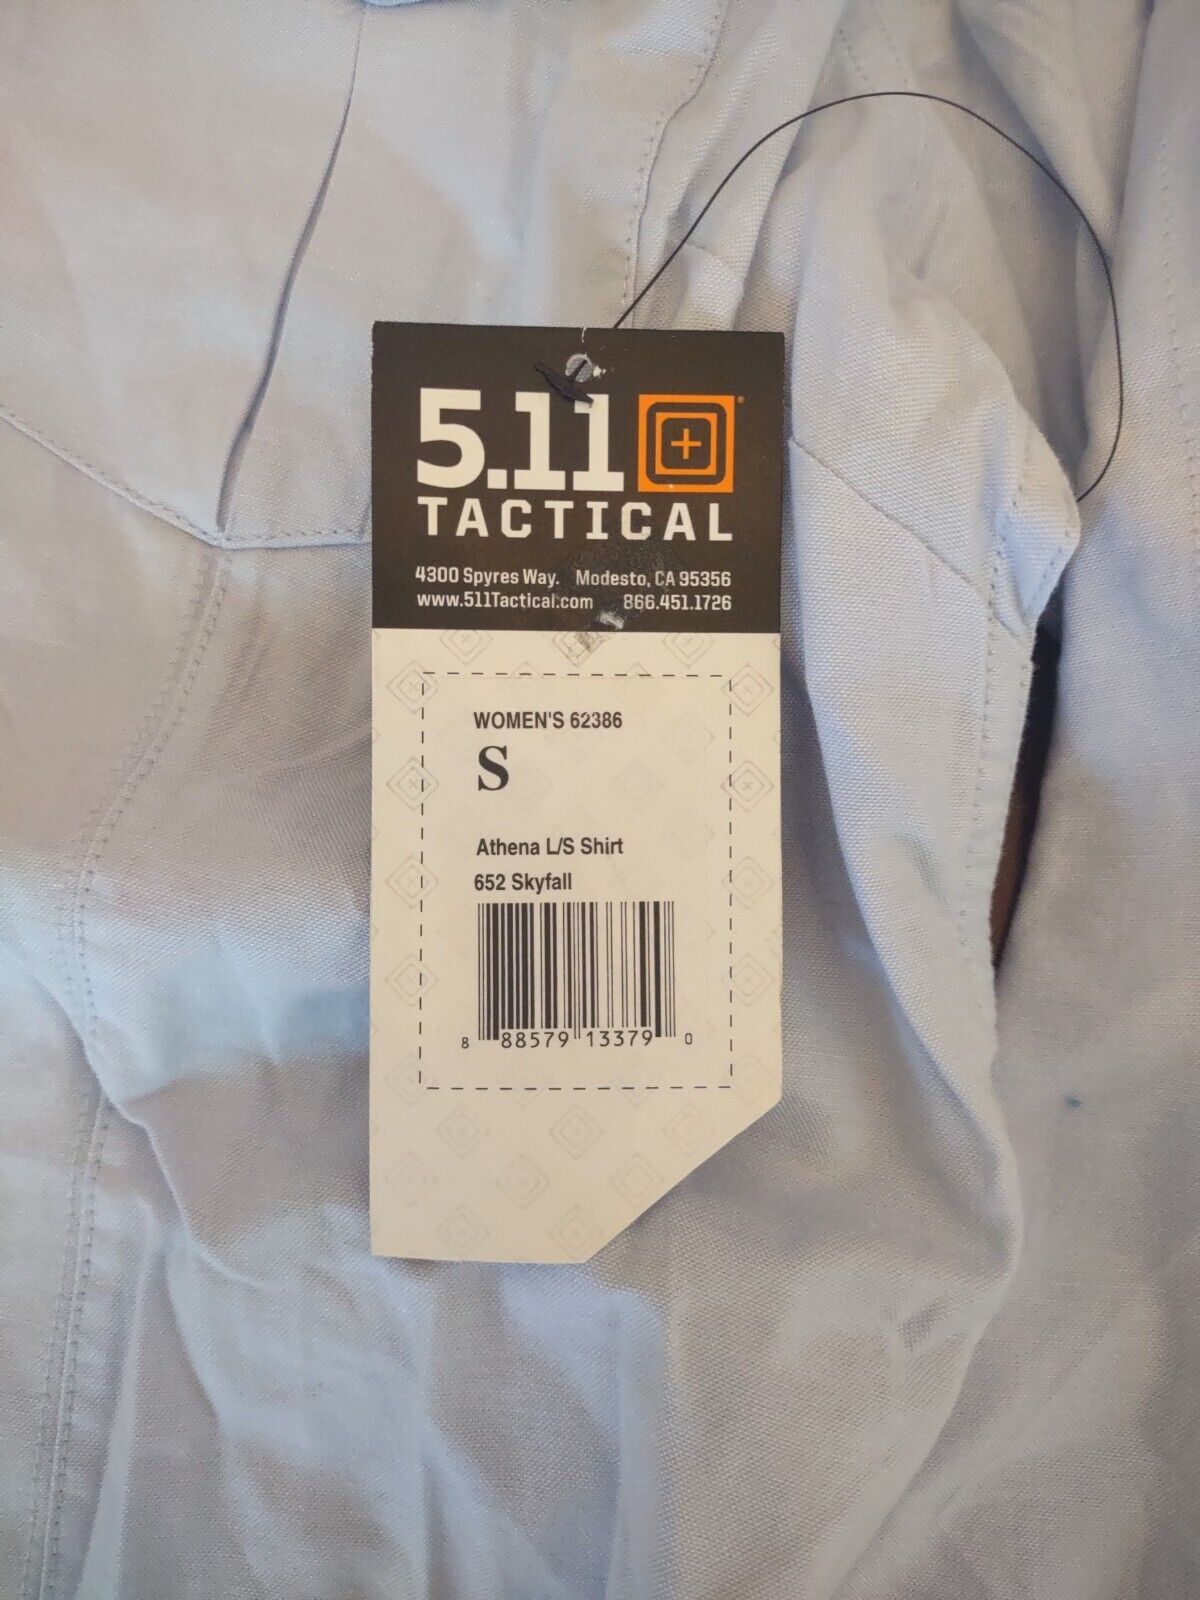 5.11®
TACTICAL
4300 Spyres Way. Modesto, CA 95356
www.511Tactical.com 866.451.1726
WOMEN'S 62386
S
Athena L/S Shirt
652 Skyfall
8 88579 13379 0